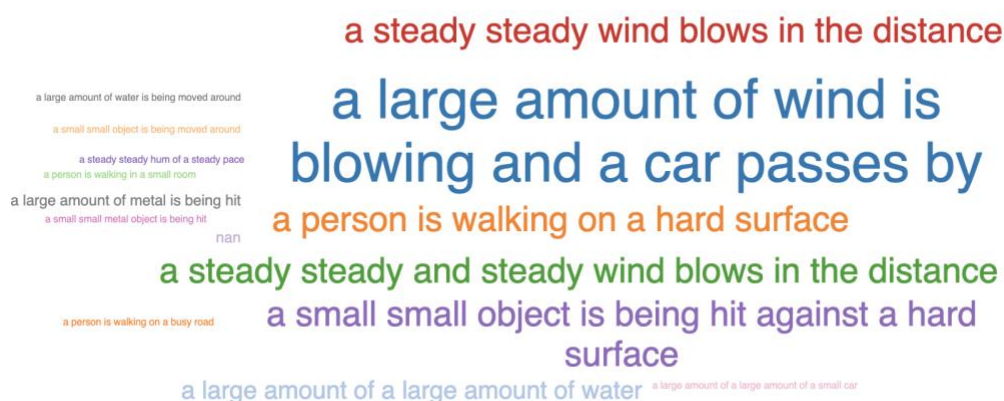 a steady steady wind blows in the distance
a large amount of water is being moved around
a large amount of wind is
blowing and a car passes by
a small small object is being moved around
a steady steady hum of a steady pace
a person is walking in a small room
a large amount of metal is being hit
a small small metal object is being hit
a person is walking on a hard surface
nan
a steady steady and steady wind blows in the distance
a person is walking on a busy road
a small small object is being hit against a hard
surface
a large amount of a large amount of water
a large amount of a large amount of a small car